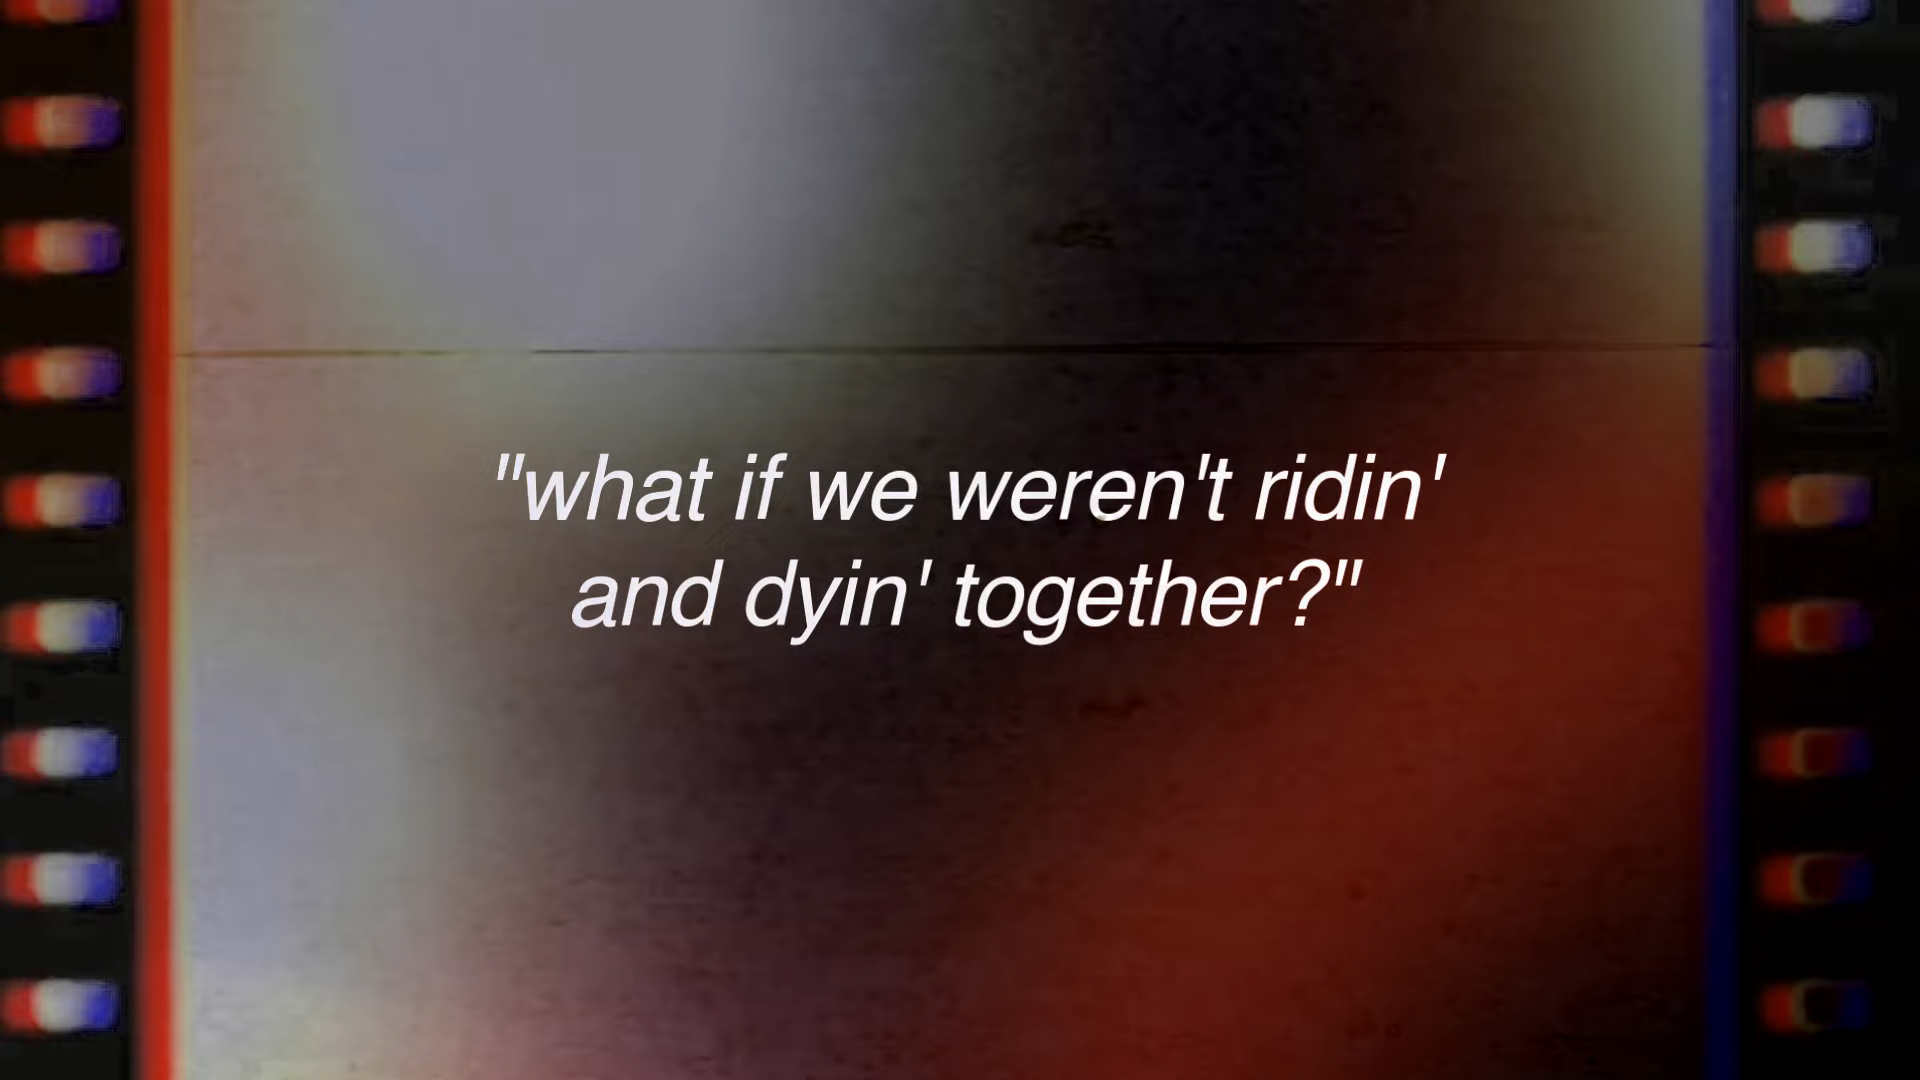 "what if we weren't ridin'
and dyin' together?"